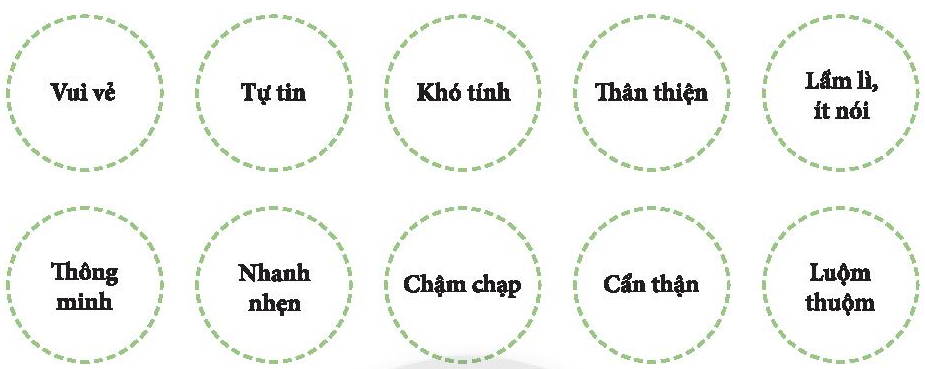 Vui vẻ
Tự tin
Khó tính
Thân thiện
Lầm lì,
ít nói
Thông
minh
Nhanh
nhẹn
Chậm chạp
Cẩn thận
Luộm
thuộm